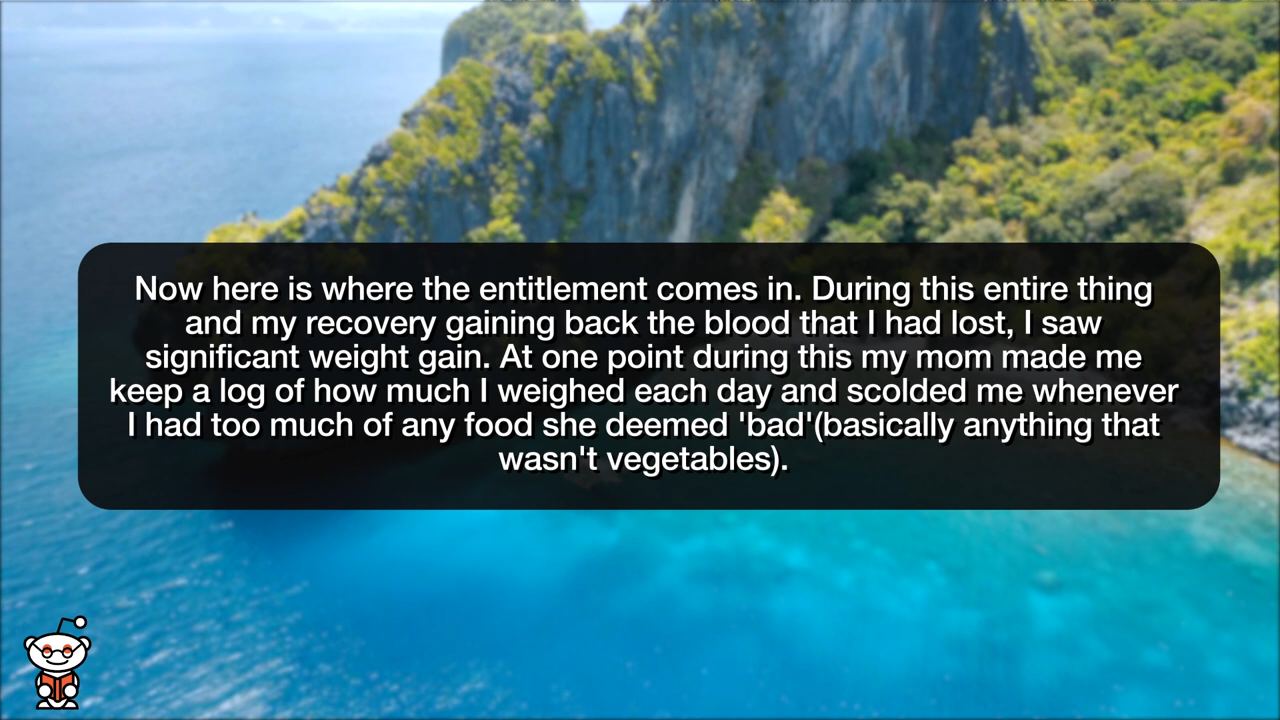 Now here is where the entitlement comes in. During this entire thing
and my recovery gaining back the blood that I had lost, I saw
significant weight gain. At one point during this my mom made me
keep a log of how much I weighed each day and scolded me whenever
I had too much of any food she deemed 'bad'(basically anything that
wasn't vegetables).